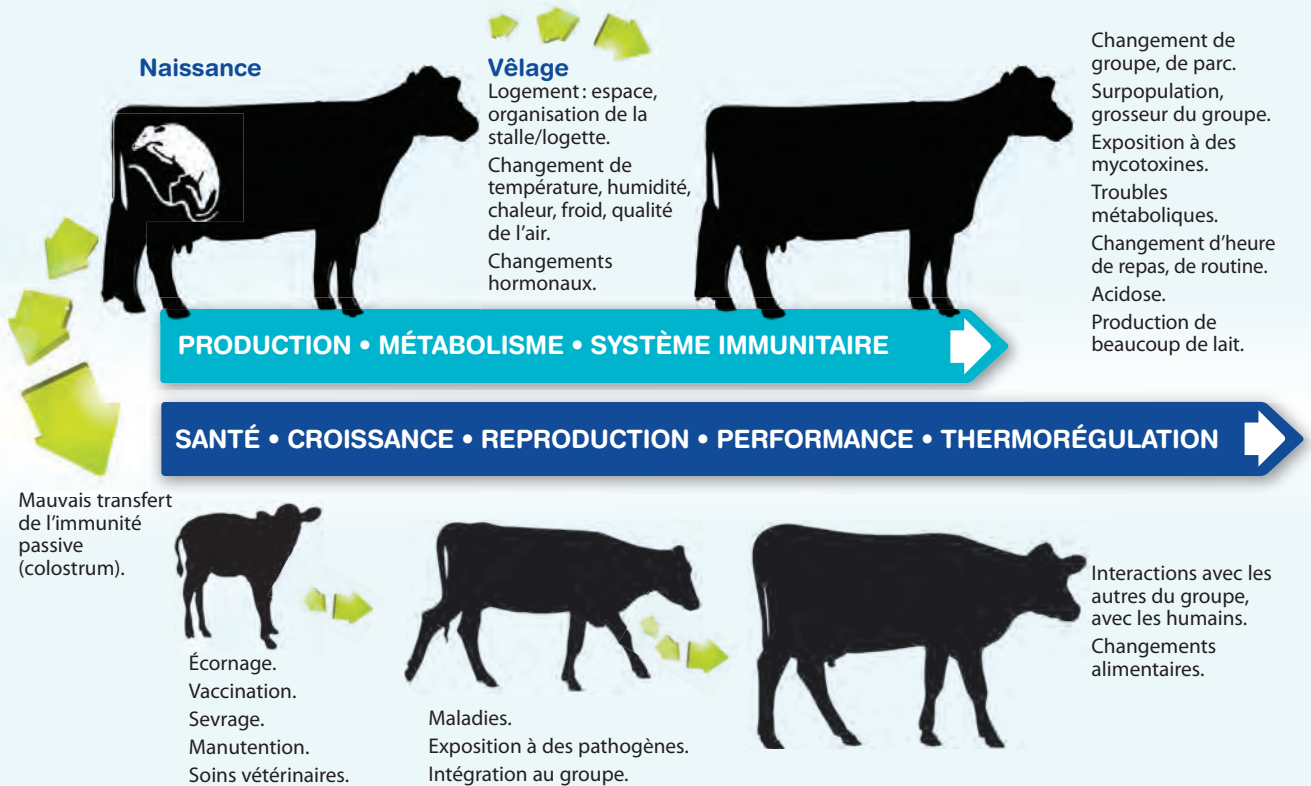 Naissance
Vêlage
Logement : espace,
organisation de la
stalle/logette.
Changement de
température, humidité,
chaleur, froid, qualité
de l’air.
Changements
hormonaux.
Changement de
groupe, de parc.
Surpopulation,
grosseur du groupe.
Exposition à des
mycotoxines.
Troubles
métaboliques.
Changement d’heure
de repas, de routine.
Acidose.
Production de
beaucoup de lait.
PRODUCTION • MÉTABOLISME • SYSTÈME IMMUNITAIRE
SANTÉ • CROISSANCE • REPRODUCTION • PERFORMANCE • THERMORÉGULATION
Mauvais transfert
de l’immunité
passive
(colostrum).
Écornage.
Vaccination.
Sevrage.
Manutention.
Soins vétérinaires.
Maladies.
Exposition à des pathogènes.
Intégration au groupe.
Interactions avec les
autres du groupe,
avec les humains.
Changements
alimentaires.